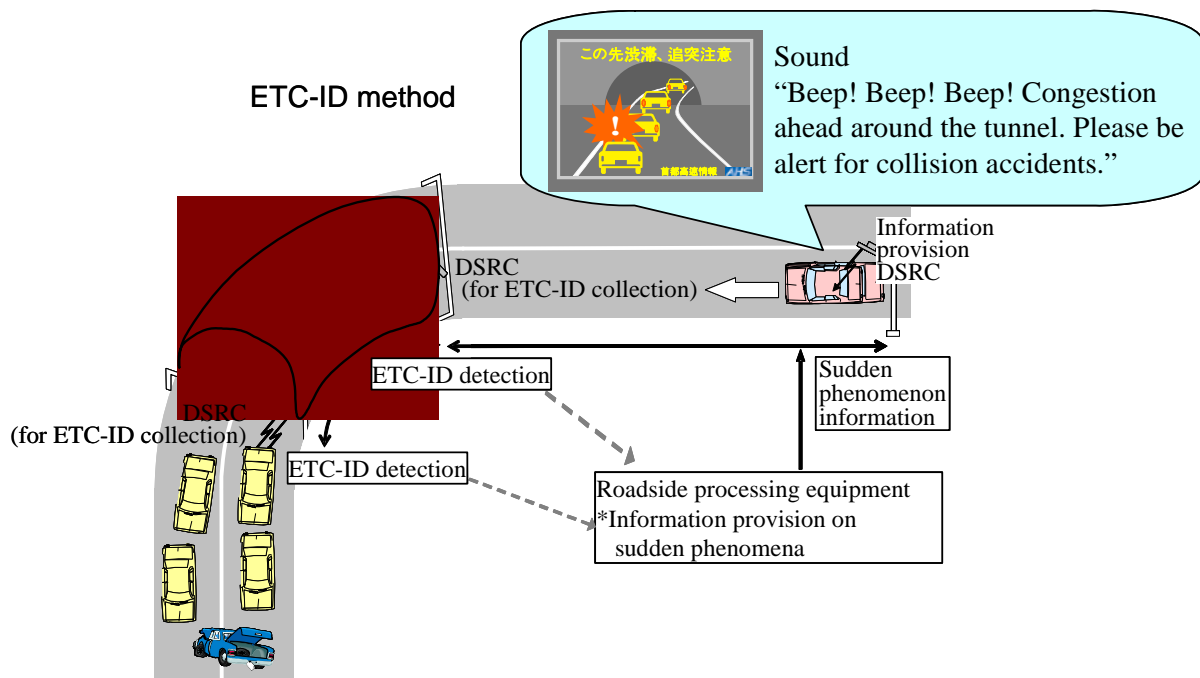 ETC-ID method
この先渋滞、追突注意
首都高速情報 AHS
Sound
“Beep! Beep! Beep! Congestion
ahead around the tunnel. Please be
alert for collision accidents.”
Information
provision
DSRC
DSRC
(for ETC-ID collection)
ETC-ID detection
Sudden
phenomenon
information
DSRC
(for ETC-ID collection)
ETC-ID detection
Roadside processing equipment
*Information provision on
sudden phenomena